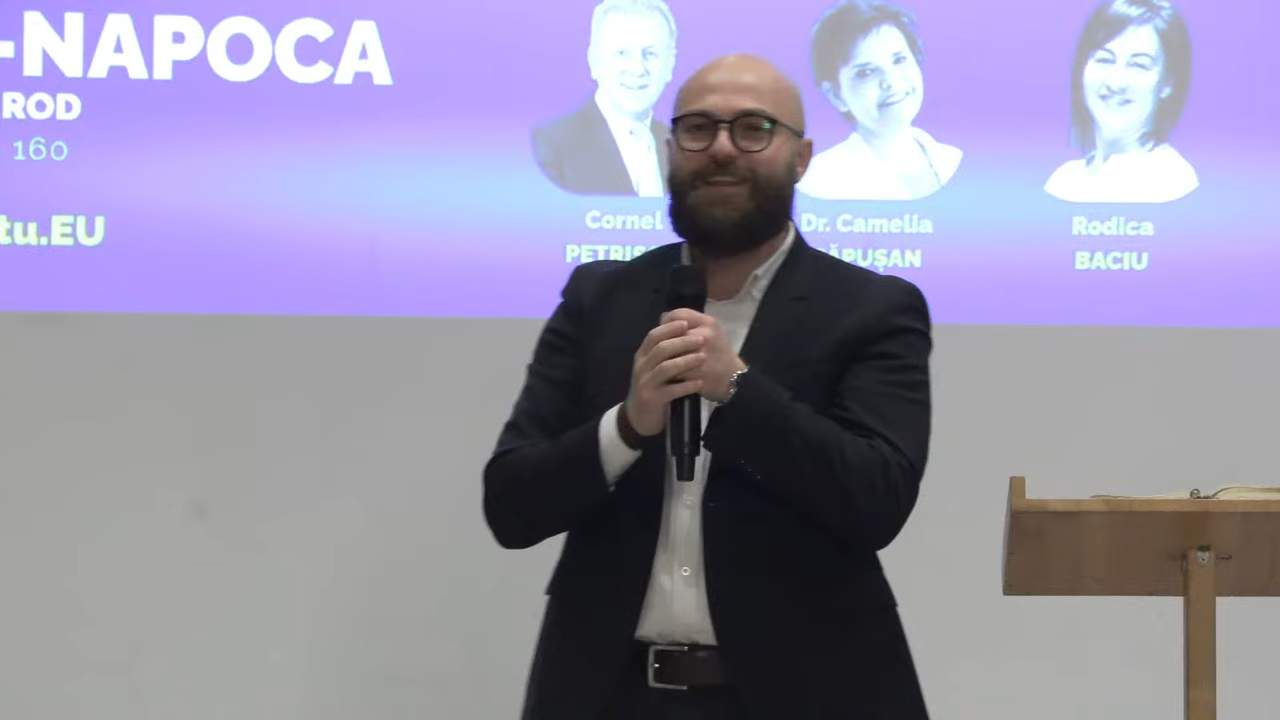 -NAPOCA
ROD
160
tu.EU
Cornel
Dr. Camelia
Rodica
BACIU